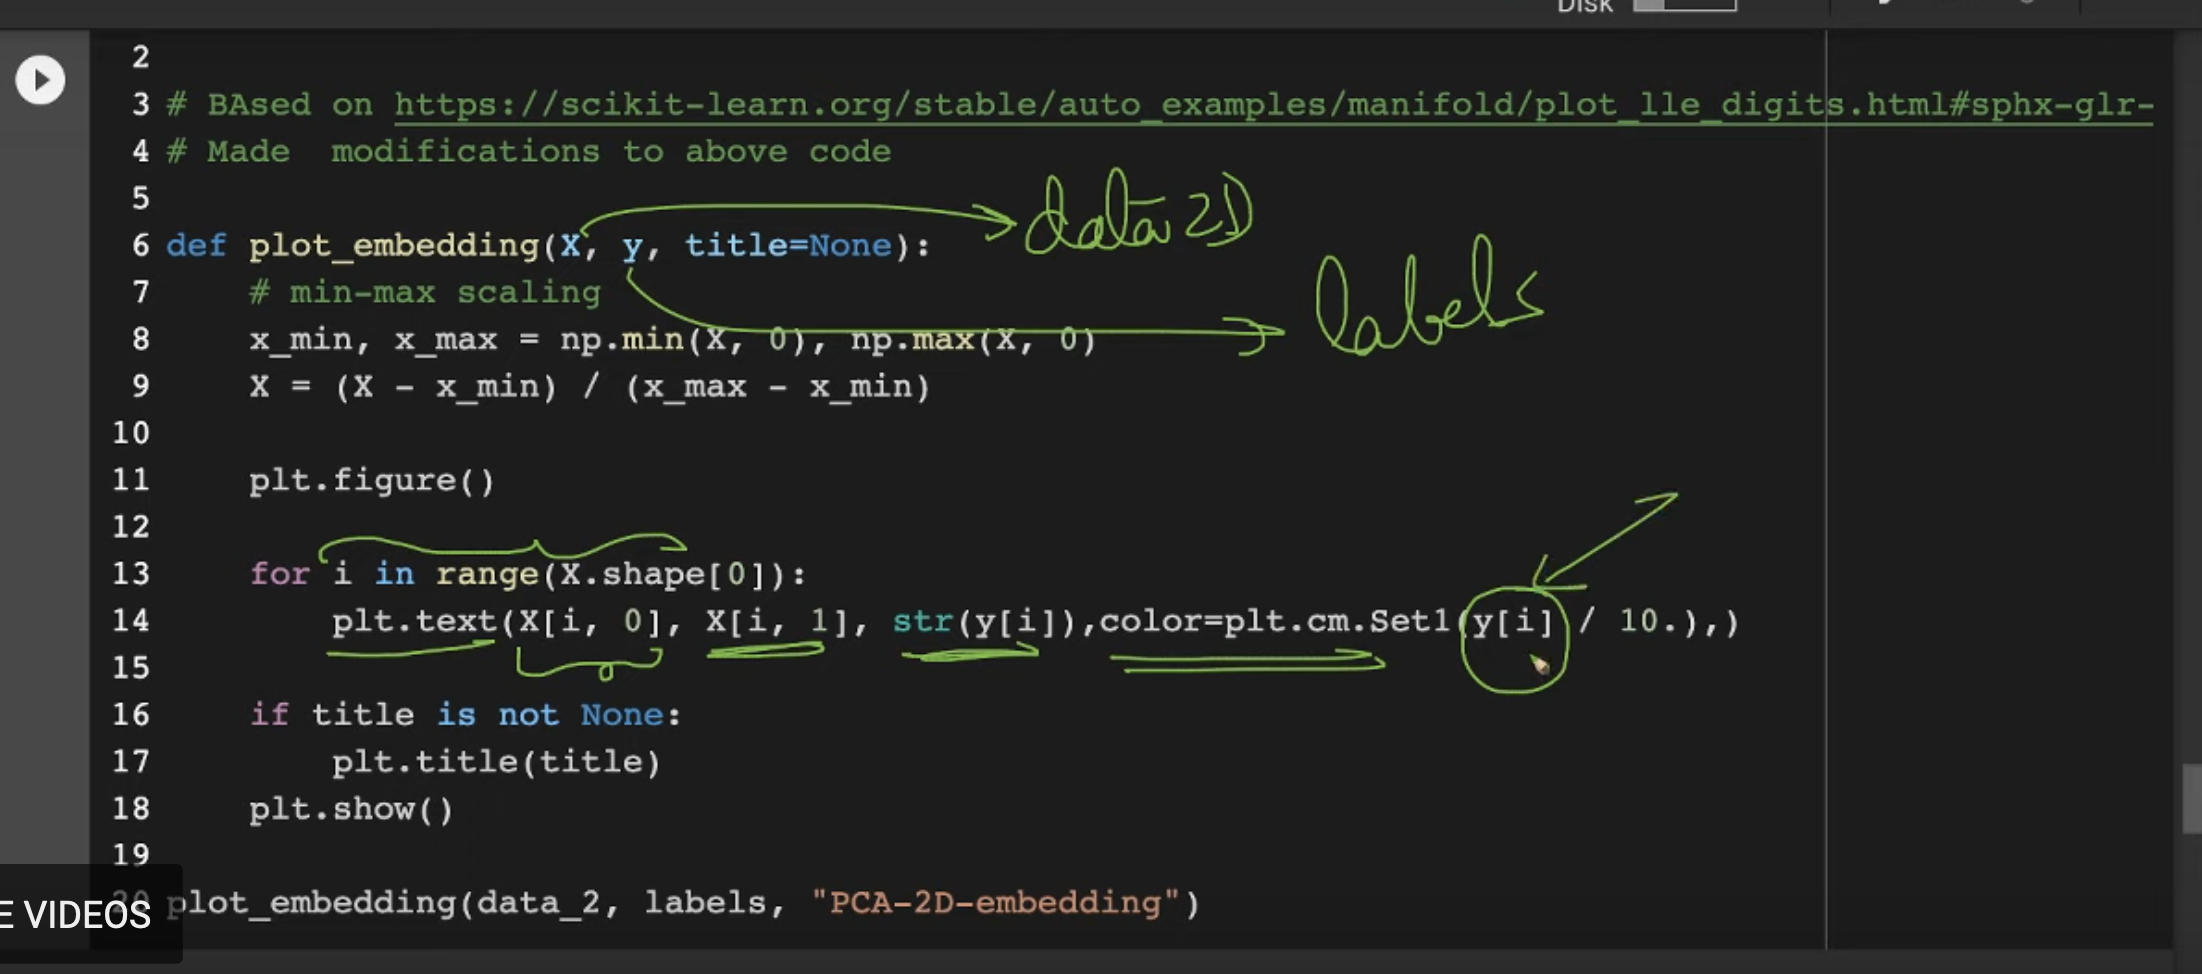 Disk
2
3 # BAsed on https://scikit-learn.org/stable/auto_examples/manifold/plot_lle_digits.html#sphx-glr-
4 # Made  modifications to above code
5
data 2D
6 def plot_embedding(X, y, title=None):
labels
7     # min-max scaling
8     x_min, x_max = np.min(X, 0), np.max(X, 0)
9     X = (X - x_min) / (x_max - x_min)
10
11     plt.figure()
12
13     for i in range(X.shape[0]):
14         plt.text(X[i, 0], X[i, 1], str(y[i]),color=plt.cm.Set1(y[i] / 10.),)
15
16     if title is not None:
17         plt.title(title)
18     plt.show()
19
20 plot_embedding(data_2, labels, "PCA-2D-embedding")
E VIDEOS